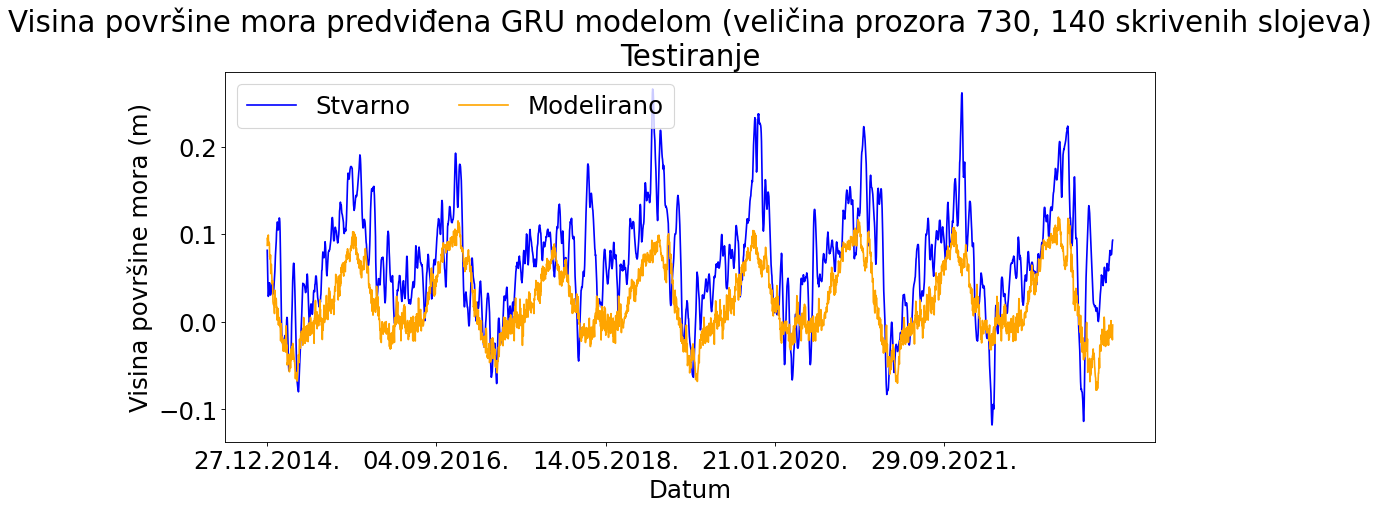 Visina površine mora predviđena GRU modelom (veličina prozora 730, 140 skrivenih slojeva)
Testiranje
Stvarno
Modelirano
Visina površine mora (m)
0.2
0.1
0.0
−0.1
27.12.2014.
04.09.2016.
14.05.2018.
21.01.2020.
29.09.2021.
Datum